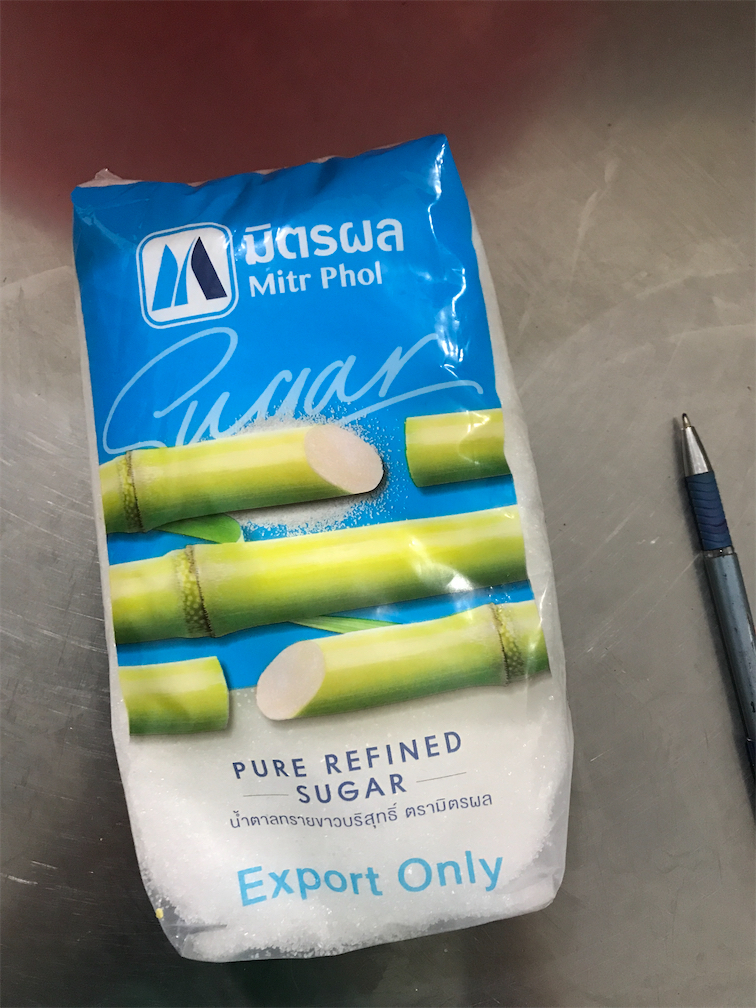 มิตรผล
Mitr Phol
Sugar
PURE REFINED
SUGAR
น้ำตาลทรายขาวบริสุทธิ์ ตรามิตรผล
Export Only